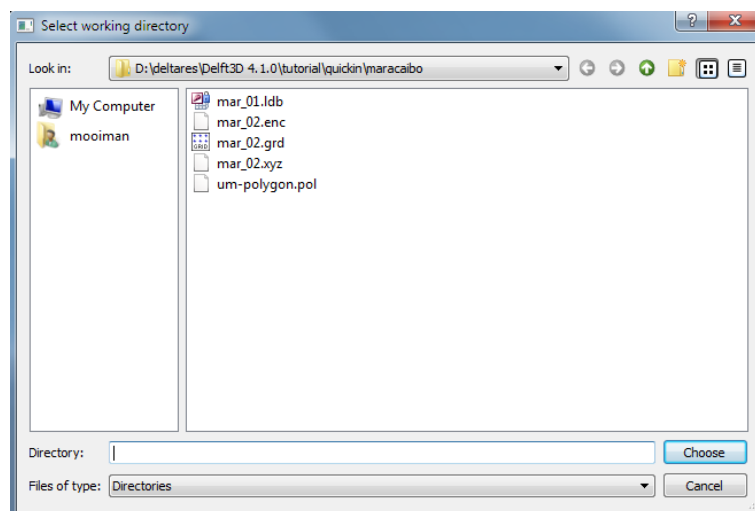 Select working directory
Look in: D:\deltares\Delft3D 4.1.0\tutorial\quickin\maracaibo
My Computer
mooiman
mar_01.ldb
mar_02.enc
GRID mar_02.grd
mar_02.xyz
um-polygon.pol
Directory: Choose
Files of type: Directories Cancel